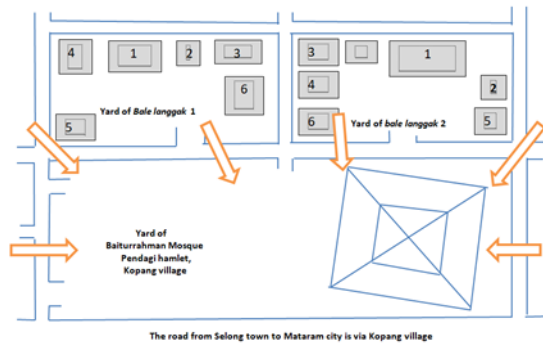 4 1 2 3
6
5
Yard of Bale langgak 1
3 1
4 2
6 5
Yard of bale langgak 2
Yard of
Baiturrahman Mosque
Pendagi hamlet,
Kopang village
The road from Selong town to Mataram city is via Kopang village